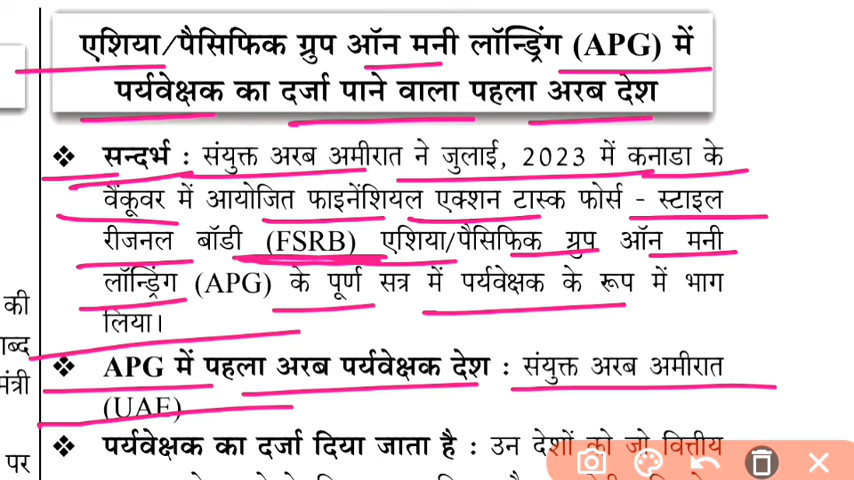 एशिया/पैसिफिक ग्रुप ऑन मनी लॉन्ड्रिंग (APG) में
पर्यवेक्षक का दर्जा पाने वाला पहला अरब देश
❖ सन्दर्भ : संयुक्त अरब अमीरात ने जुलाई, 2023 में कनाडा के
वैंकूवर में आयोजित फाइनेंशियल एक्शन टास्क फोर्स - स्टाइल
रीजनल बॉडी (FSRB) एशिया/पैसिफिक ग्रुप ऑन मनी
लॉन्ड्रिंग (APG) के पूर्ण सत्र में पर्यवेक्षक के रूप में भाग
लिया।
❖ APG में पहला अरब पर्यवेक्षक देश : संयुक्त अरब अमीरात
(UAE)
❖ पर्यवेक्षक का दर्जा दिया जाता है : उन देशों को जो वित्तीय
की
पर